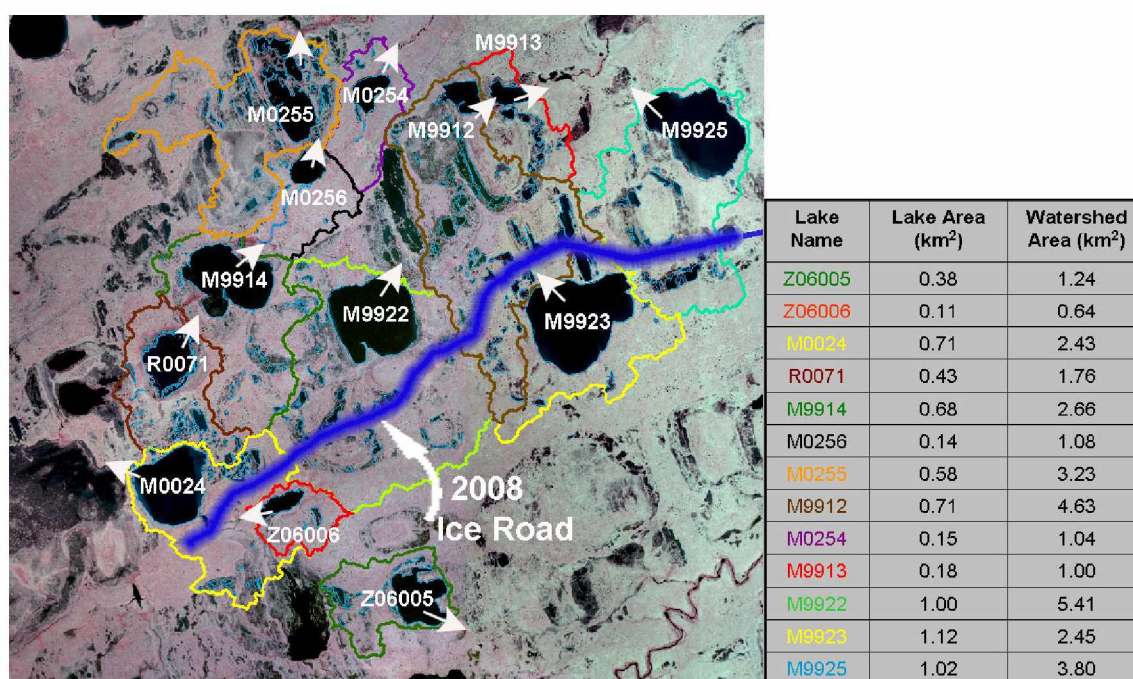 M9913
M0254
M0255
M9912
M9925
M0256
M9914
M9922
M9923
R0071
M0024
2008
Ice Road
Z06006
Z06005
Lake Name | Lake Area (km²) | Watershed Area (km²)
Z06005 | 0.38 | 1.24
Z06006 | 0.11 | 0.64
M0024 | 0.71 | 2.43
R0071 | 0.43 | 1.76
M9914 | 0.68 | 2.66
M0256 | 0.14 | 1.08
M0255 | 0.58 | 3.23
M9912 | 0.71 | 4.63
M0254 | 0.15 | 1.04
M9913 | 0.18 | 1.00
M9922 | 1.00 | 5.41
M9923 | 1.12 | 2.45
M9925 | 1.02 | 3.80